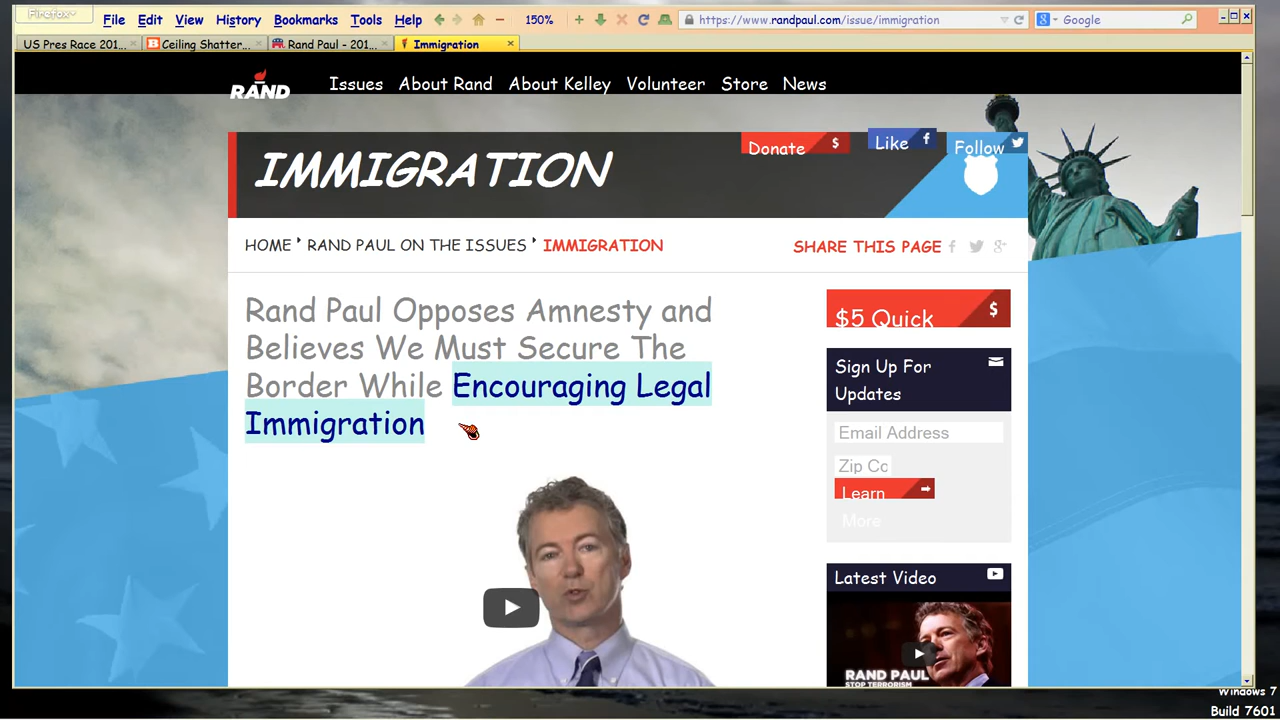 Firefox
File Edit View History Bookmarks Tools Help
150%
https://www.randpaul.com/issue/immigration
Google
US Pres Race 201...
Ceiling Shatter...
Rand Paul - 201...
Immigration
RAND
Issues About Rand About Kelley Volunteer Store News
IMMIGRATION
Donate $
Like f
Follow
HOME RAND PAUL ON THE ISSUES IMMIGRATION
SHARE THIS PAGE
Rand Paul Opposes Amnesty and
Believes We Must Secure The
Border While Encouraging Legal
Immigration
$5 Quick $
Sign Up For
Updates
Email Address
Zip Co
Learn
More
Latest Video
RAND PAUL
STOP TERRORISM
Windows 7
Build 7601